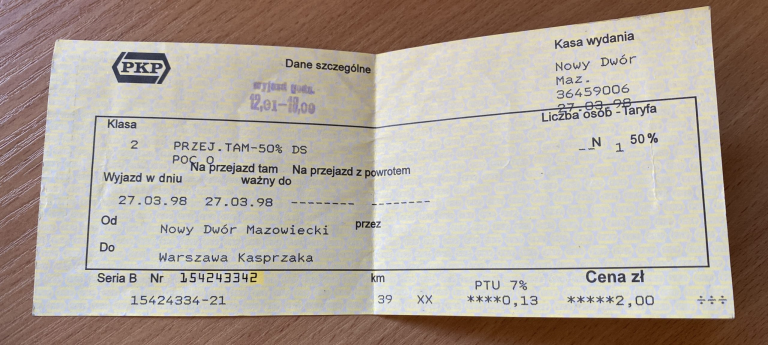 PKP
Dane szczególne
Kasa wydania
Nowy Dwór
Maz.
36459006
27.03.98
wyjazd godz.
12,01-18,00
Klasa
Liczba osób - Taryfa
2 PRZEJ.TAM-50% DS
POC O
--N 1 50%
Na przejazd tam Na przejazd z powrotem
Wyjazd w dniu ważny do
27.03.98 27.03.98 -------- --------
Od Nowy Dwór Mazowiecki przez
Do Warszawa Kasprzaka
Seria B Nr 154243342 km PTU 7% Cena zł
15424334-21 39 XX ****0,13 *****2,00 ÷÷÷